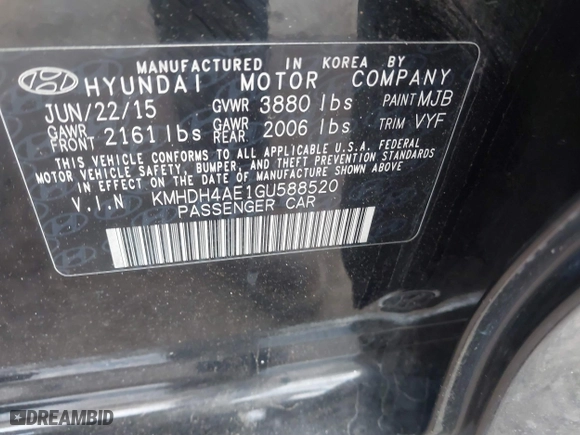 MANUFACTURED IN KOREA BY
HYUNDAI MOTOR COMPANY
JUN/22/15 GVWR 3880 lbs PAINT MJB
GAWR FRONT 2161 lbs GAWR REAR 2006 lbs TRIM VYF
THIS VEHICLE CONFORMS TO ALL APPLICABLE U.S.A. FEDERAL
MOTOR VEHICLE SAFETY, BUMPER, AND THEFT PREVENTION STANDARDS
IN EFFECT ON THE DATE OF MANUFACTURE SHOWN ABOVE.
V.I.N KMHDH4AE1GU588520
PASSENGER CAR
DREAMBID